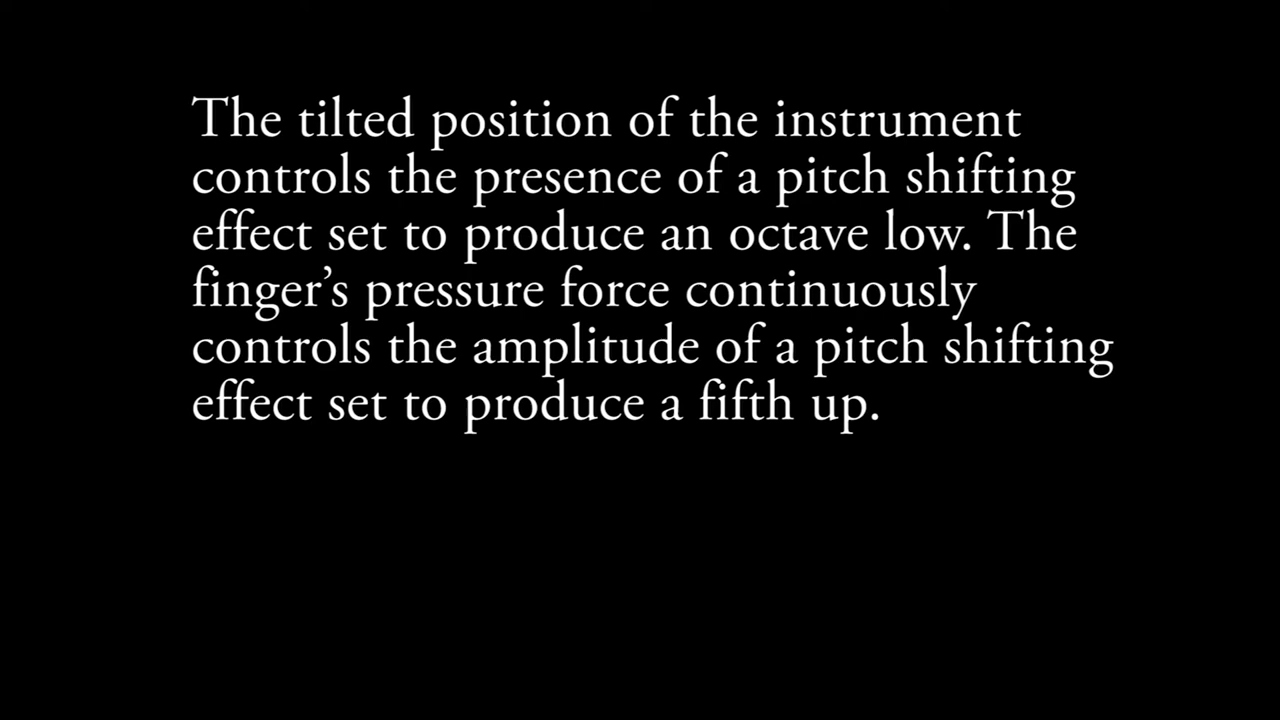 The tilted position of the instrument
controls the presence of a pitch shifting
effect set to produce an octave low. The
finger’s pressure force continuously
controls the amplitude of a pitch shifting
effect set to produce a fifth up.